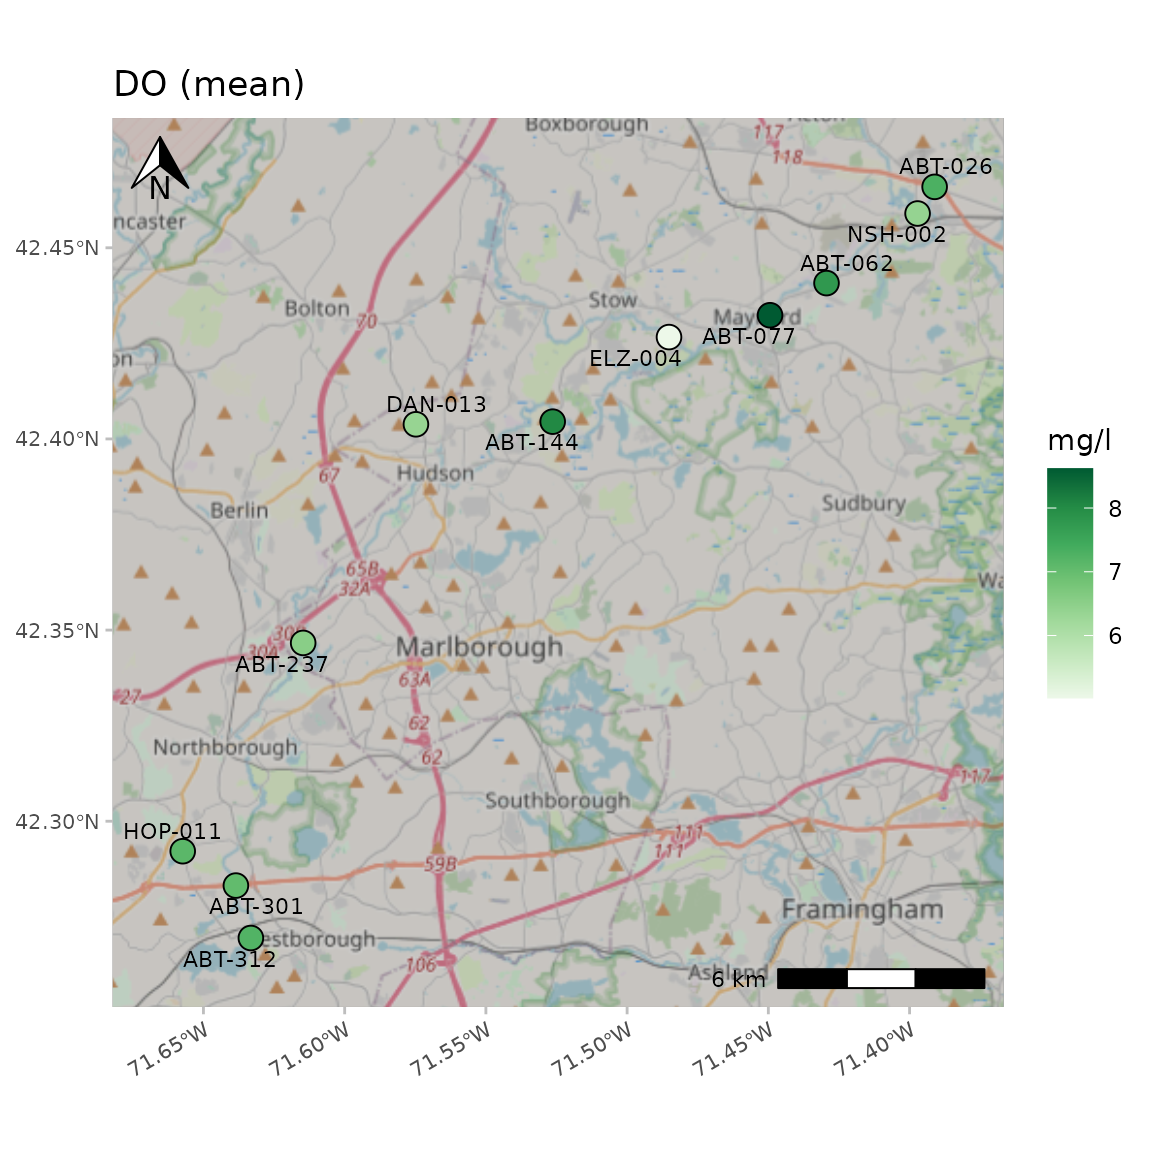 DO (mean)
Boxborough
117
118
ABT-026
N
ncaster
NSH-002
42.45°N
ABT-062
Bolton
70
Stow
ABT-077
ELZ-004
on
DAN-013
42.40°N
ABT-144
mg/l
67
Hudson
Berlin
Sudbury
8
65B
32A
7
Wa
42.35°N
30B
30A
ABT-237
Marlborough
6
63A
27
62
Northborough
62
117
Southborough
42.30°N
HOP-011
111
111
59B
ABT-301
Framingham
estborough
ABT-312
106
Ashland
6 km
71.65°W
71.60°W
71.55°W
71.50°W
71.45°W
71.40°W